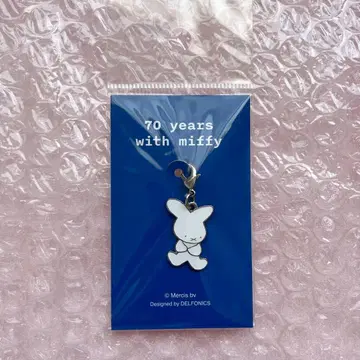 70 years
with miffy
© Mercis bv
Designed by DELFONICS